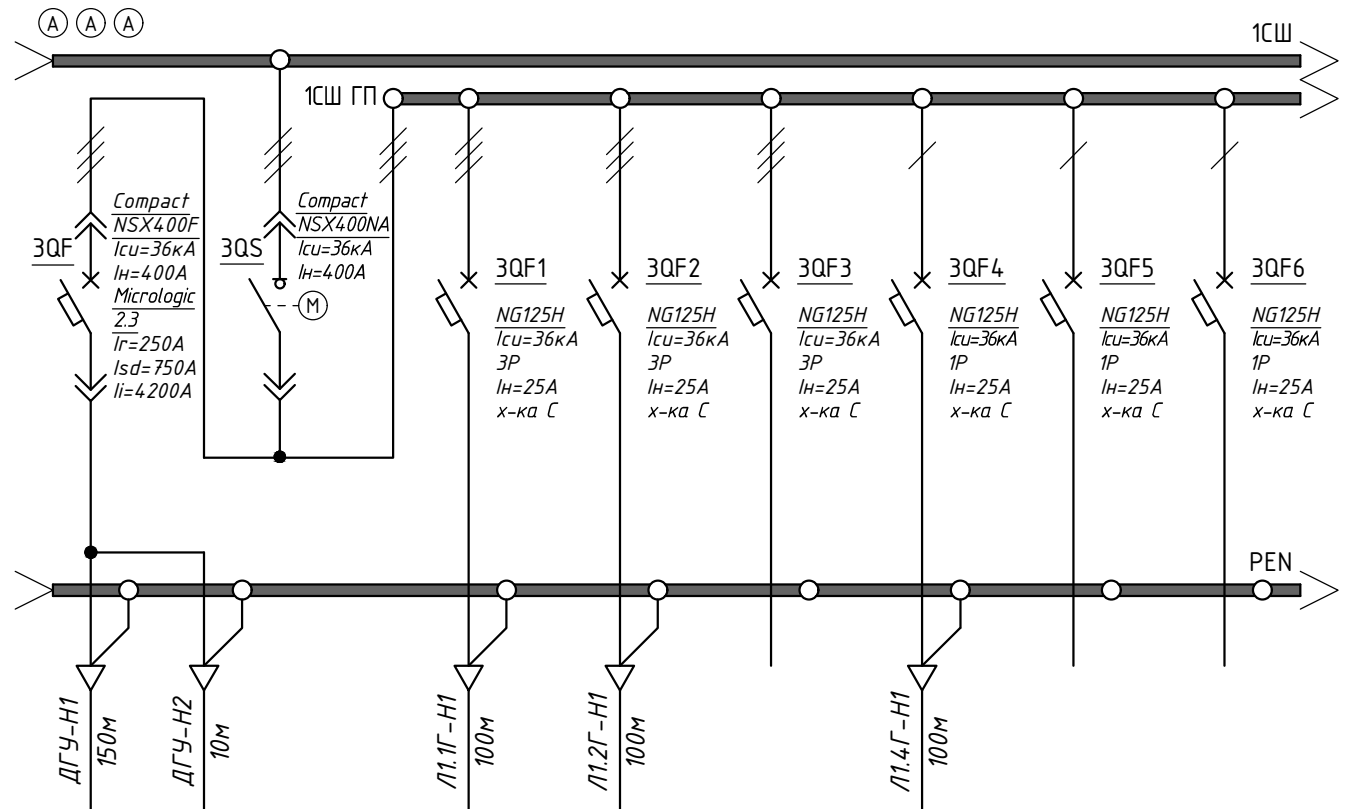 А А А
1СШ
1СШ ГП
3QF
Compact
NSX400F
Icu=36кА
Iн=400А
Micrologic
2.3
Ir=250А
Isd=750А
Ii=4200А
3QS
Compact
NSX400NA
Icu=36кА
Iн=400А
М
3QF1
NG125H
Icu=36кА
3Р
Iн=25А
х-ка С
3QF2
NG125H
Icu=36кА
3Р
Iн=25А
х-ка С
3QF3
NG125H
Icu=36кА
3Р
Iн=25А
х-ка С
3QF4
NG125H
Icu=36кА
1Р
Iн=25А
х-ка С
3QF5
NG125H
Icu=36кА
1Р
Iн=25А
х-ка С
3QF6
NG125H
Icu=36кА
1Р
Iн=25А
х-ка С
PEN
ДГУ-Н1
150м
ДГУ-Н2
10м
Л1.1Г-Н1
100м
Л1.2Г-Н1
100м
Л1.4Г-Н1
100м